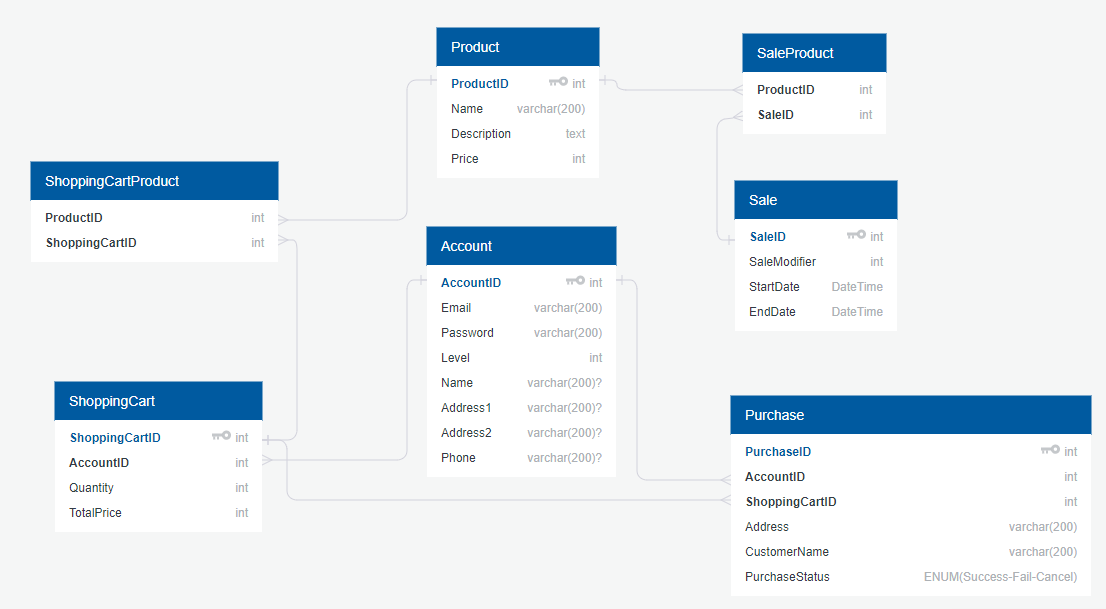 Product
ProductID int
Name varchar(200)
Description text
Price int
SaleProduct
ProductID int
SaleID int
ShoppingCartProduct
ProductID int
ShoppingCartID int
Account
AccountID int
Email varchar(200)
Password varchar(200)
Level int
Name varchar(200)?
Address1 varchar(200)?
Address2 varchar(200)?
Phone varchar(200)?
Sale
SaleID int
SaleModifier int
StartDate DateTime
EndDate DateTime
ShoppingCart
ShoppingCartID int
AccountID int
Quantity int
TotalPrice int
Purchase
PurchaseID int
AccountID int
ShoppingCartID int
Address varchar(200)
CustomerName varchar(200)
PurchaseStatus ENUM(Success-Fail-Cancel)